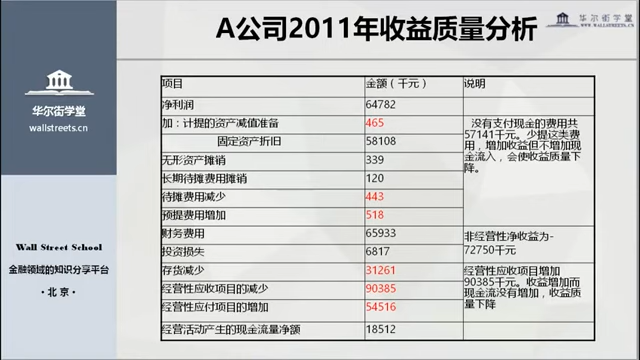 A公司2011年收益质量分析
华尔街学堂
WWW.WALLSTREETS.CN
华尔街学堂
wallstreets.cn
Wall Street School
金融领域的知识分享平台
·北京·
项目 金额（千元） 说明
净利润 64782
加：计提的资产减值准备 465
固定资产折旧 58108
无形资产摊销 339
长期待摊费用摊销 120
待摊费用减少 443
预提费用增加 518
没有支付现金的费用共
57141千元。少提这类费
用，增加收益但不增加现
金流入，会使收益质量下
降。
财务费用 65933
投资损失 6817
非经营性净收益为-
72750千元
存货减少 31261
经营性应收项目的减少 90385
经营性应付项目的增加 54516
经营性应收项目增加
90385千元。收益增加而
现金流没有增加，收益质
量下降
经营活动产生的现金流量净额 18512